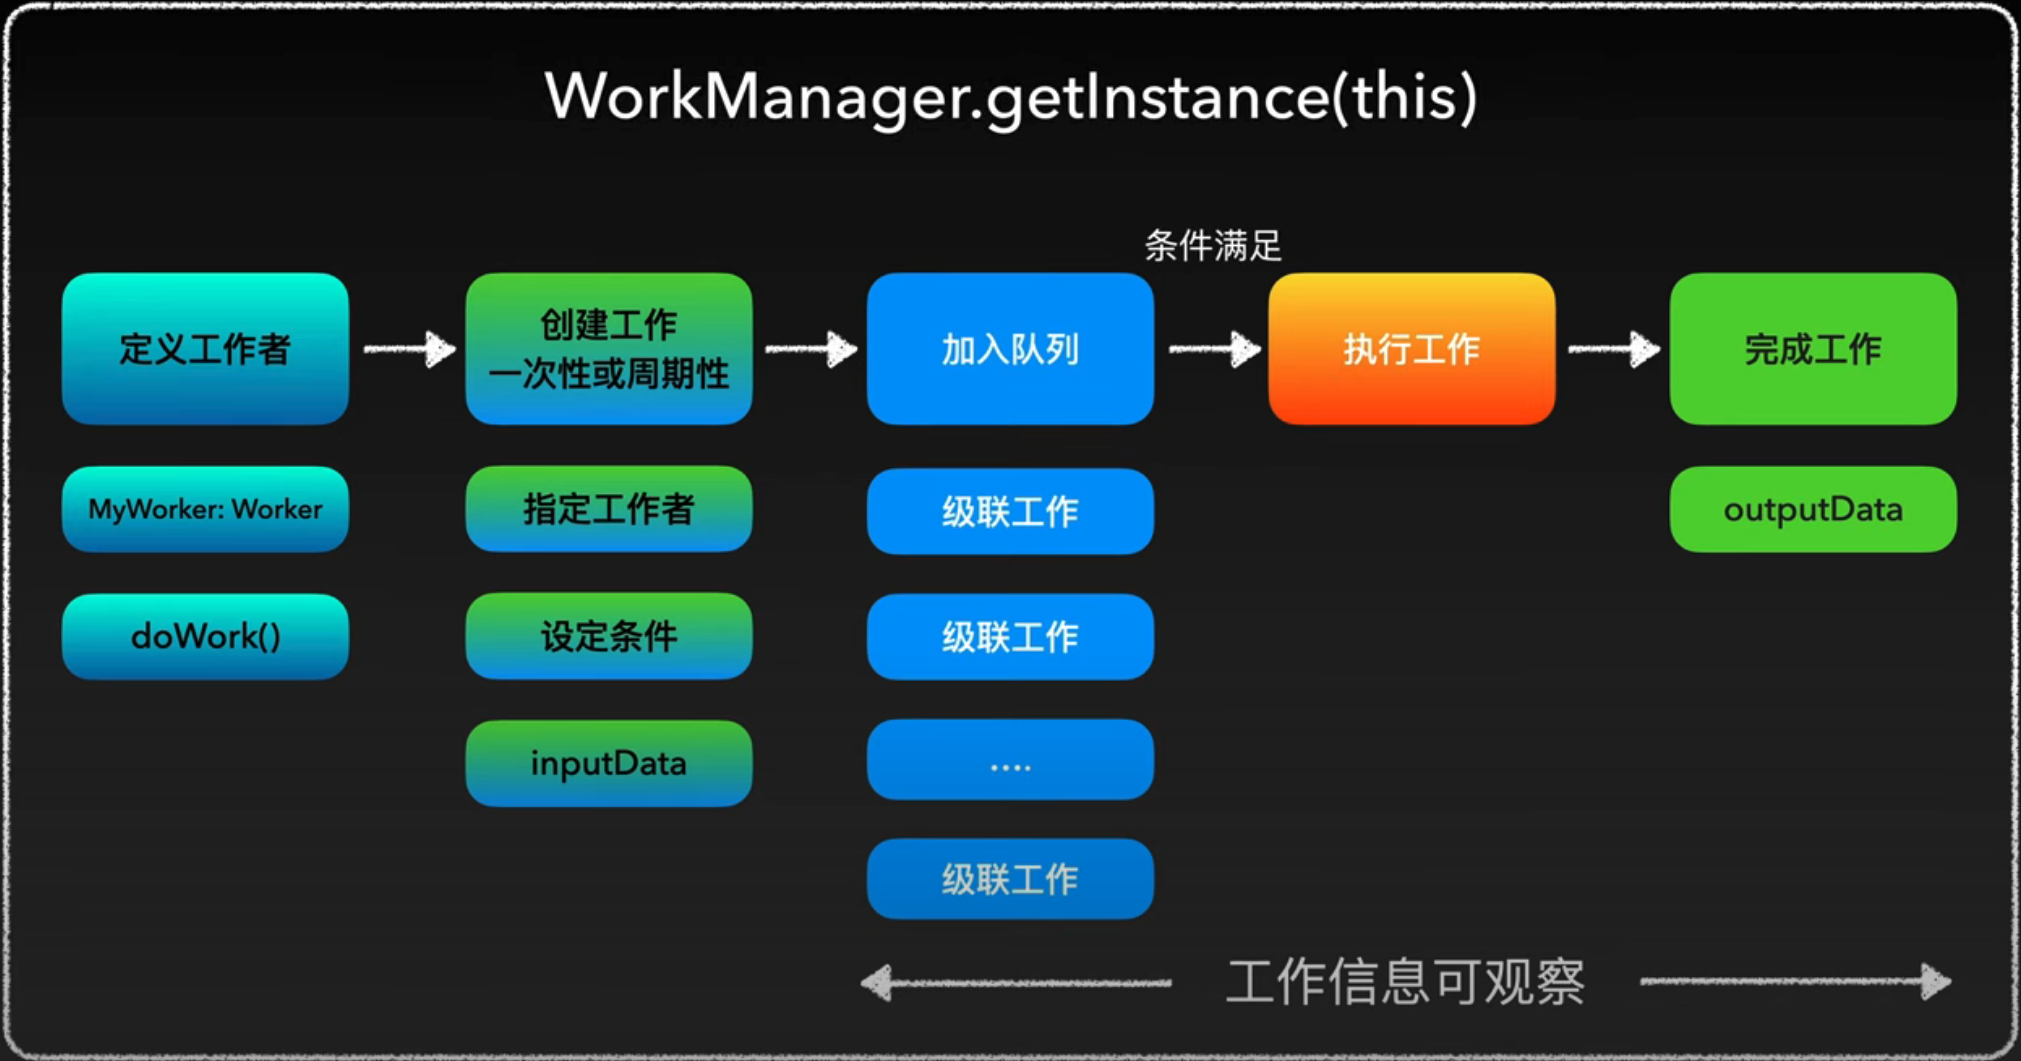 WorkManager.getInstance(this)
条件满足
定义工作者
创建工作
一次性或周期性
加入队列
执行工作
完成工作
MyWorker: Worker
指定工作者
级联工作
outputData
doWork()
设定条件
级联工作
inputData
....
级联工作
工作信息可观察